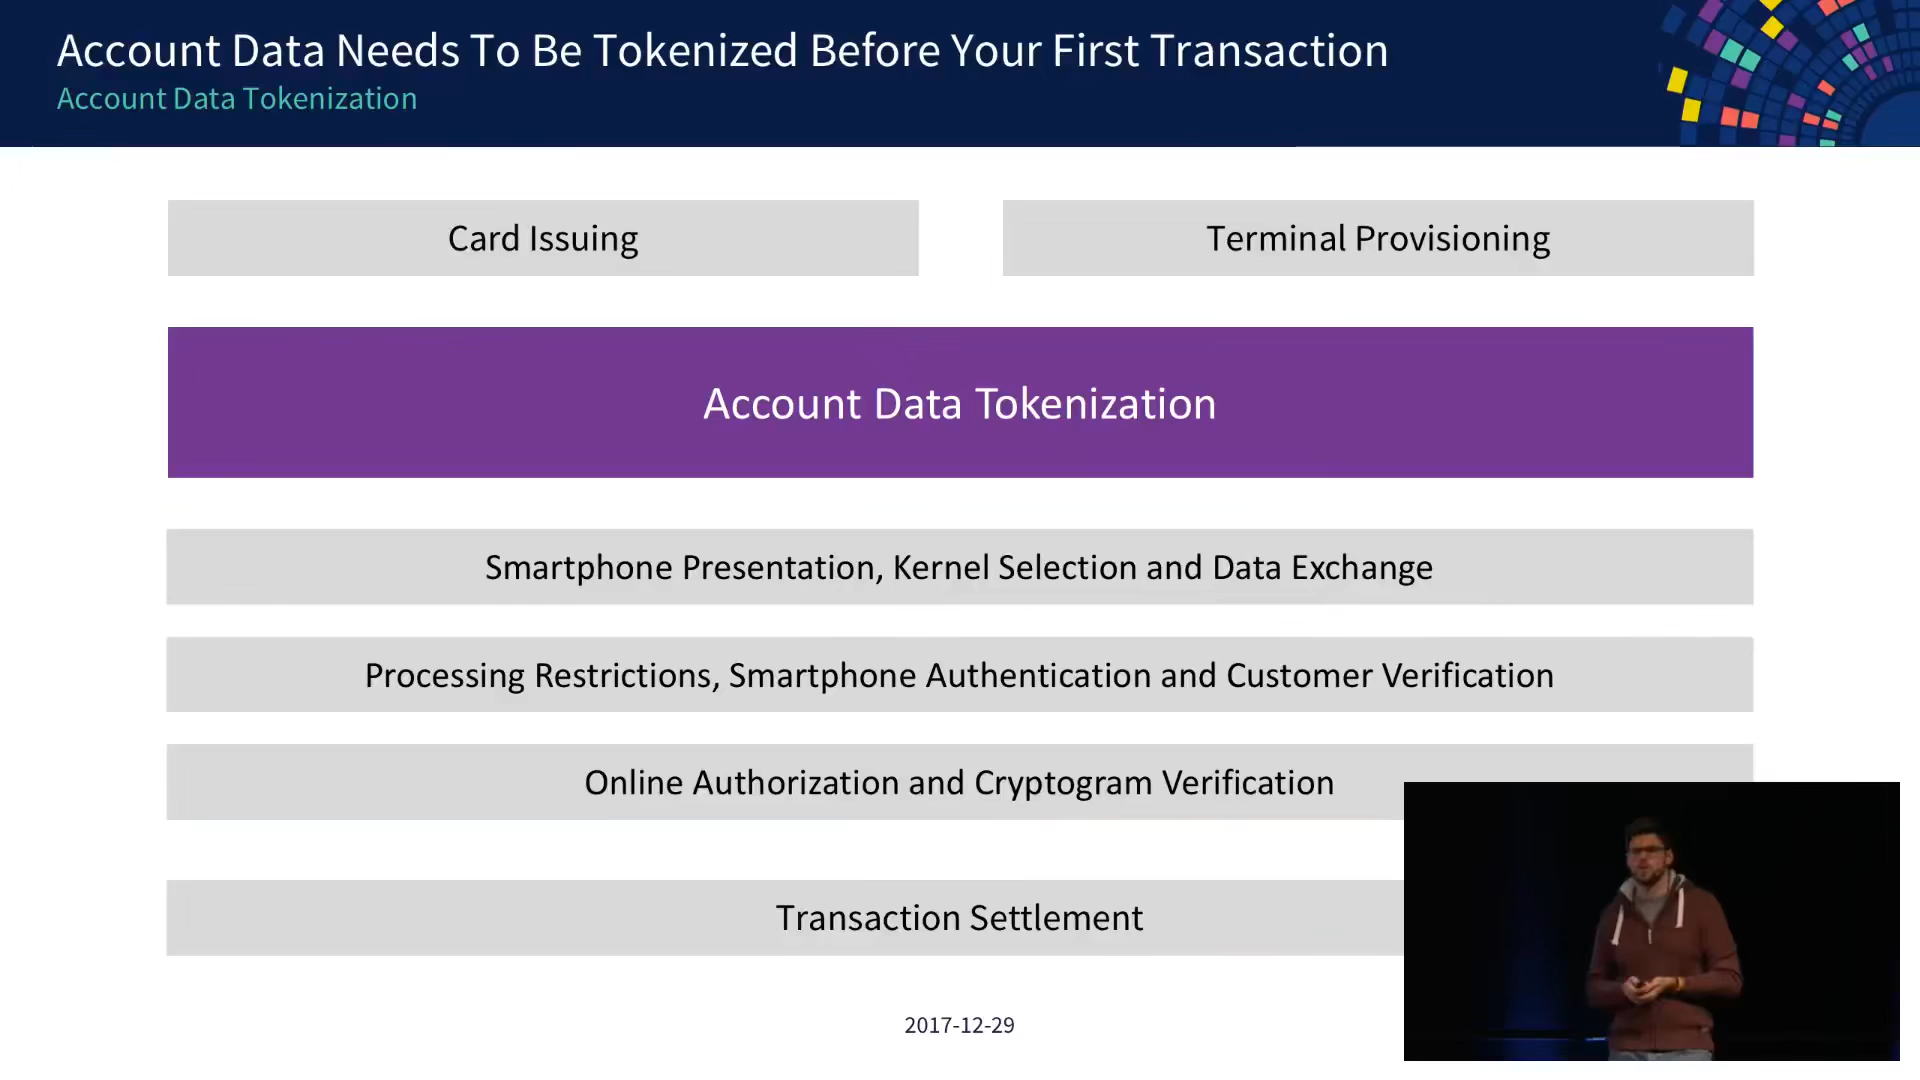 Account Data Needs To Be Tokenized Before Your First Transaction
Account Data Tokenization
Card Issuing
Terminal Provisioning
Account Data Tokenization
Smartphone Presentation, Kernel Selection and Data Exchange
Processing Restrictions, Smartphone Authentication and Customer Verification
Online Authorization and Cryptogram Verification
Transaction Settlement
2017-12-29